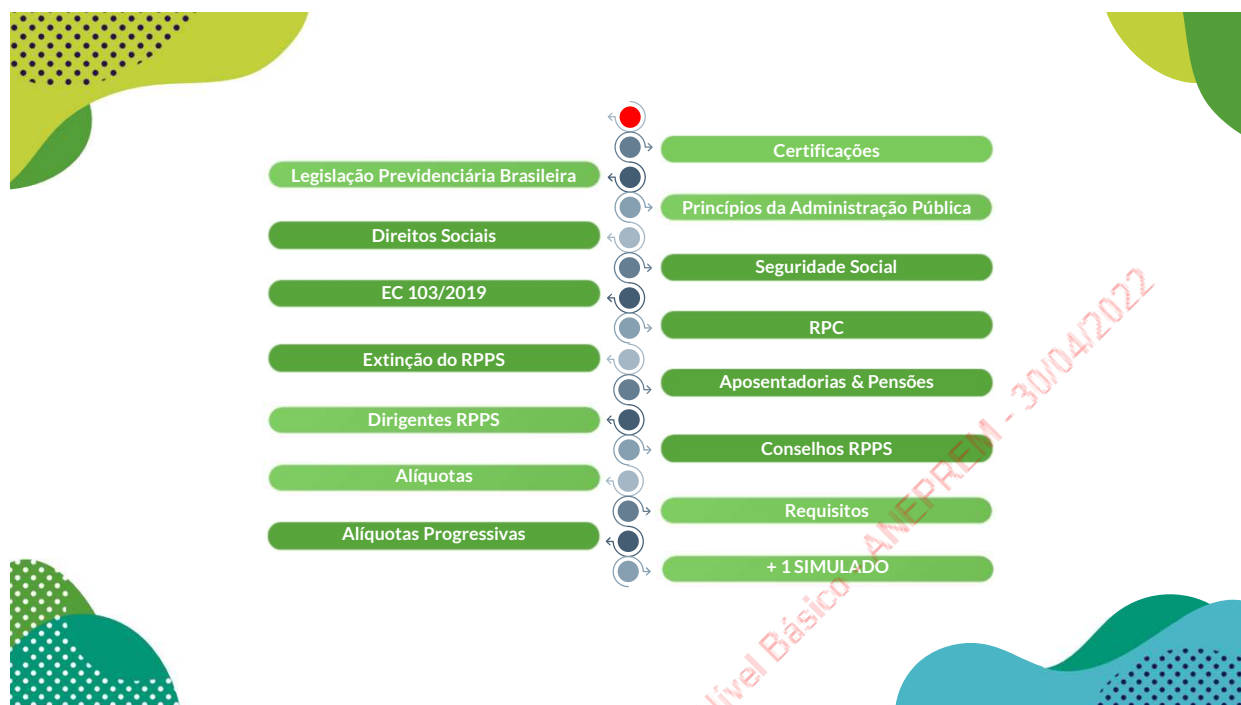 Certificações
Legislação Previdenciária Brasileira
Princípios da Administração Pública
Direitos Sociais
Seguridade Social
EC 103/2019
RPC
Extinção do RPPS
Aposentadorias & Pensões
Dirigentes RPPS
Conselhos RPPS
Alíquotas
Requisitos
Alíquotas Progressivas
+ 1 SIMULADO
Nível Básico - ANEPREM - 30/04/2022